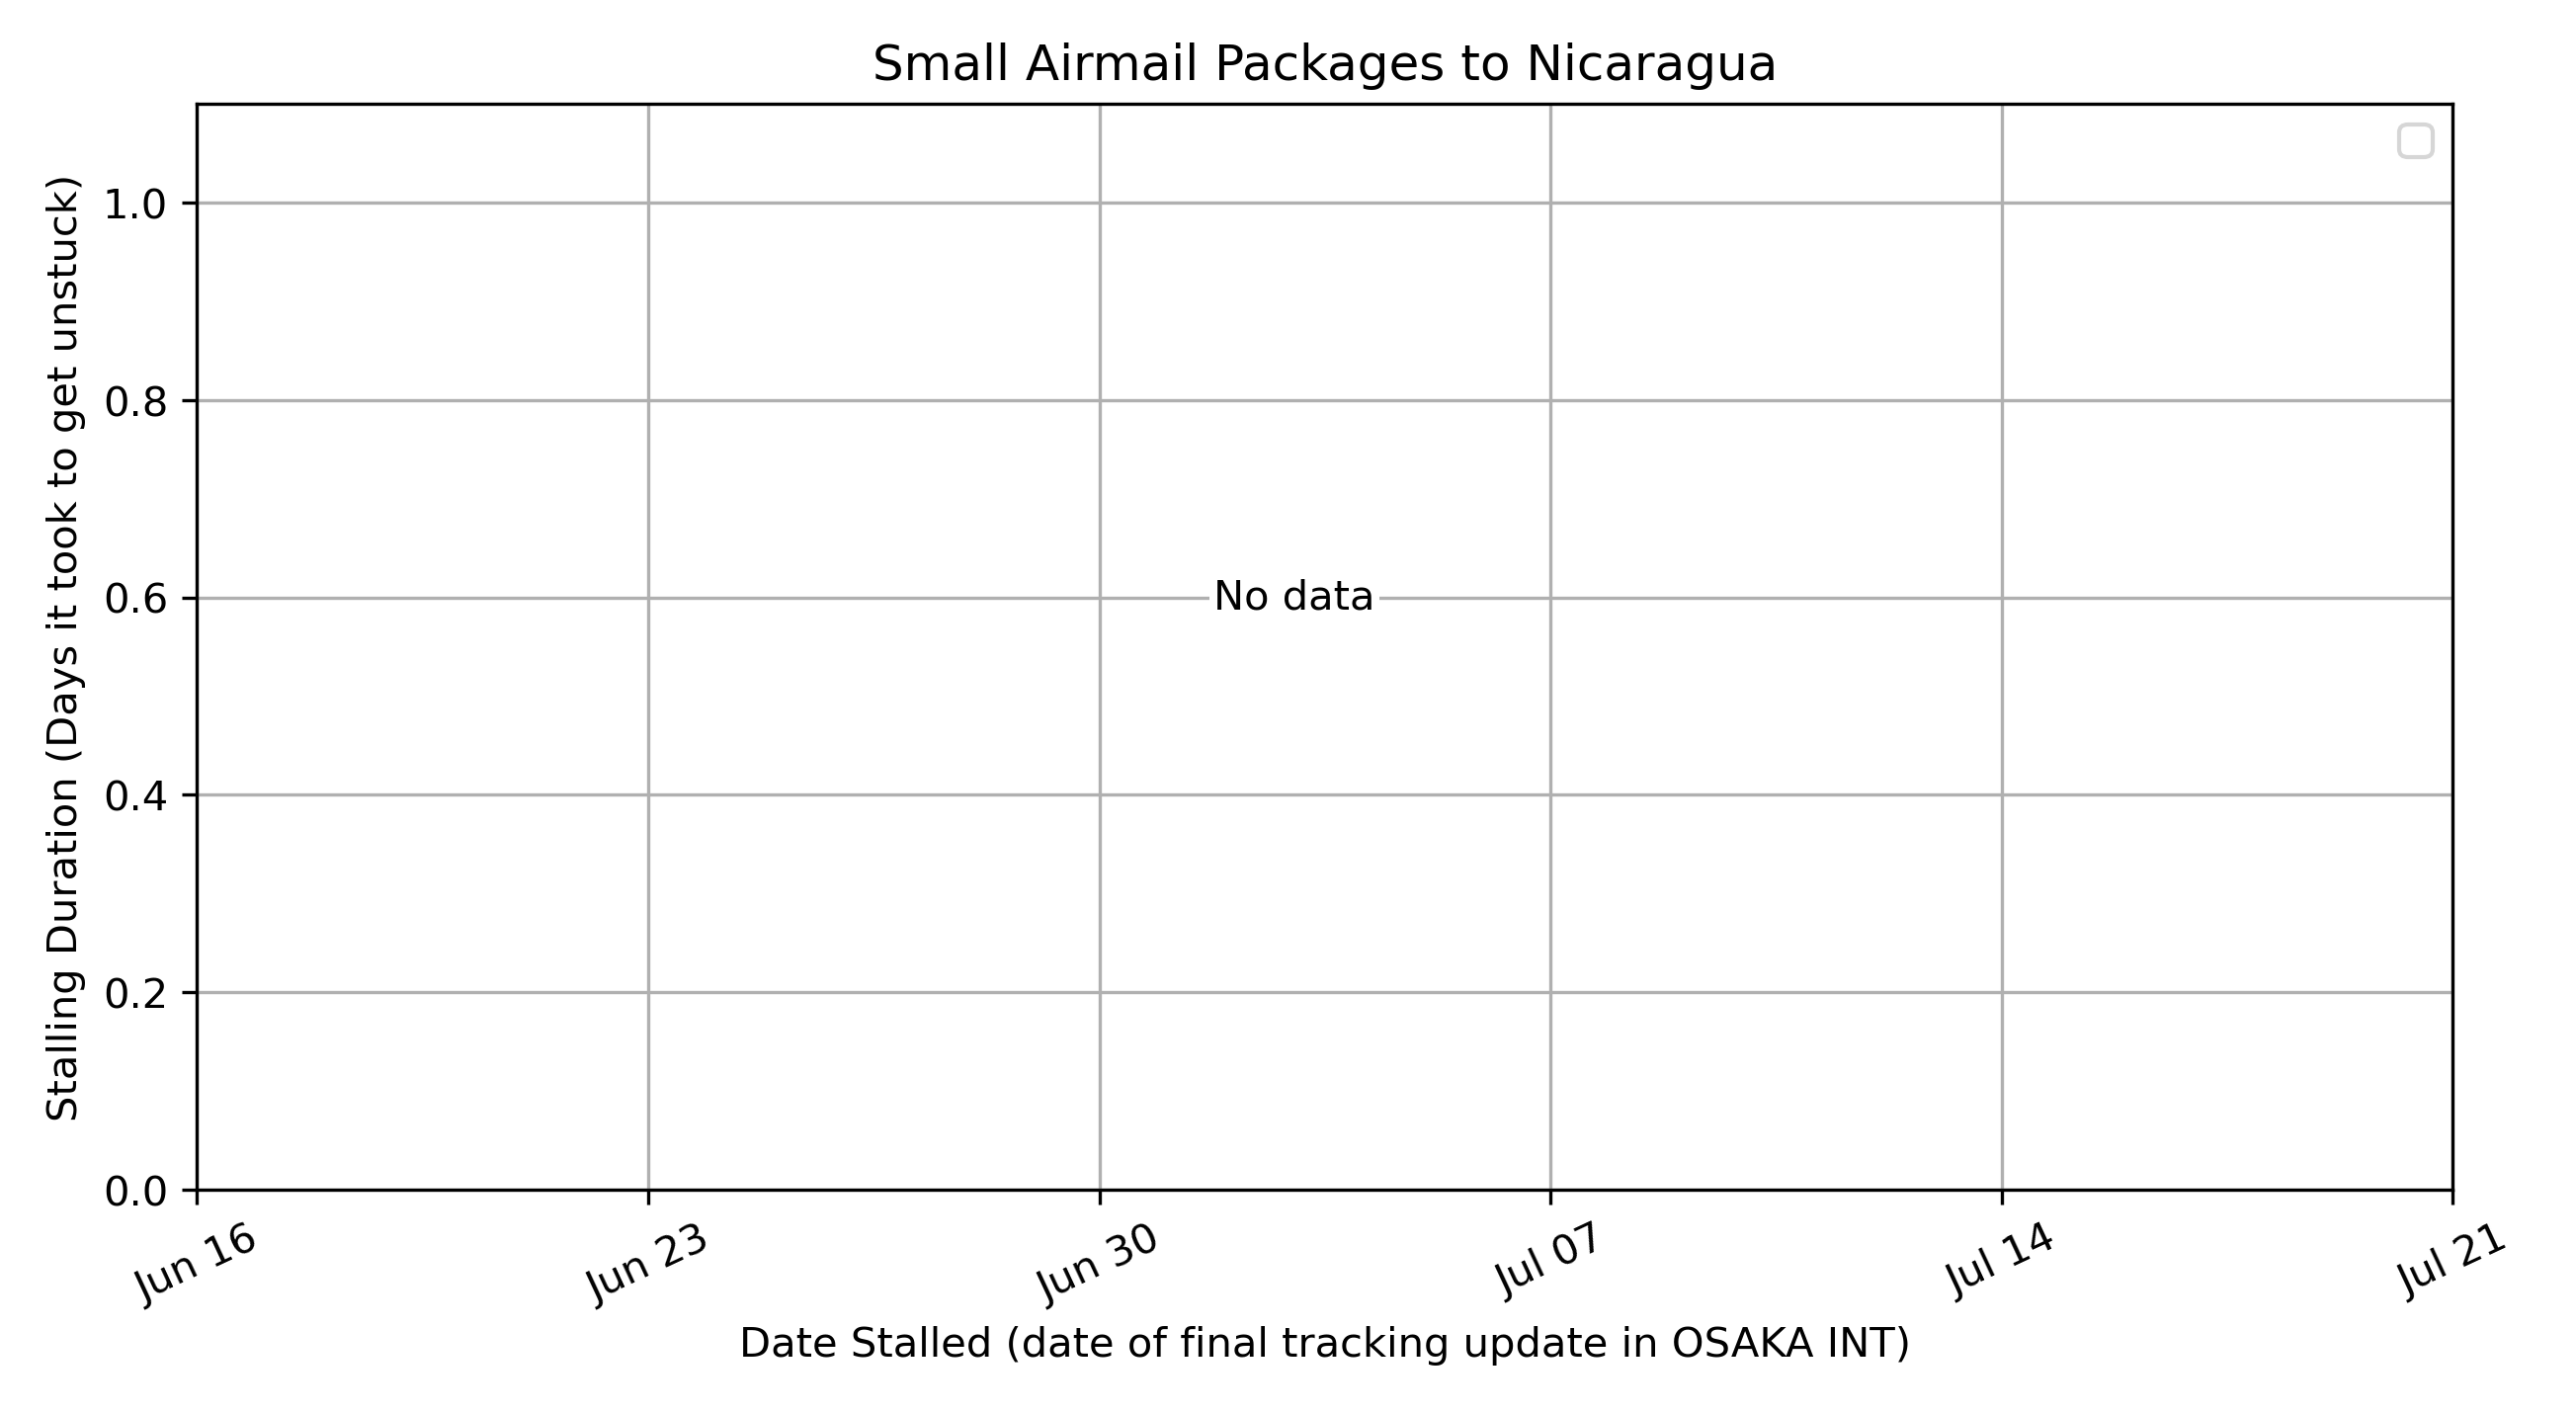 Small Airmail Packages to Nicaragua
Stalling Duration (Days it took to get unstuck)
1.0
0.8
0.6
0.4
0.2
0.0
No data
Jun 16
Jun 23
Jun 30
Jul 07
Jul 14
Jul 21
Date Stalled (date of final tracking update in OSAKA INT)